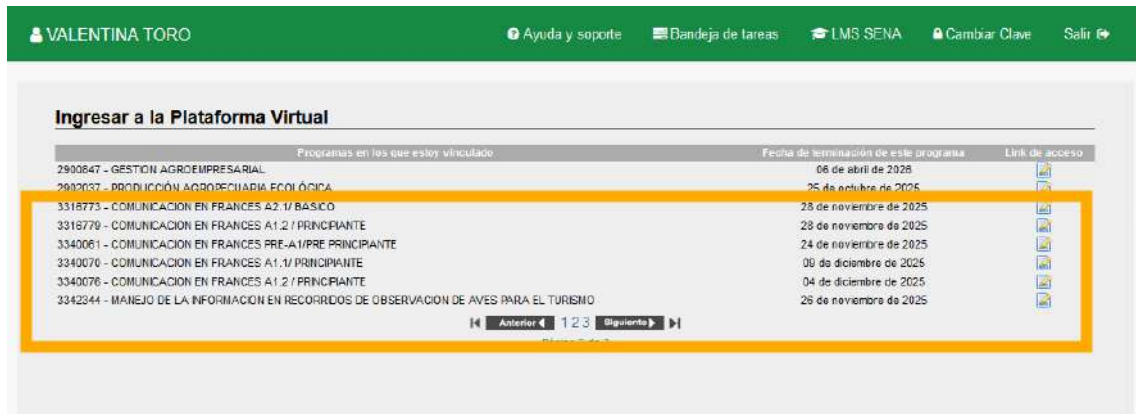 VALENTINA TORO Ayuda y soporte Bandeja de tareas LMS SENA Cambiar Clave Salir
Ingresar a la Plataforma Virtual
Programas en los que estoy vinculado Fecha de terminación de este programa Link de acceso
2900847 - GESTION AGROEMPRESARIAL 06 de abril de 2026
2902037 - PRODUCCIÓN AGROPECUARIA ECOLÓGICA 25 de octubre de 2025
3316773 - COMUNICACION EN FRANCES A2.1/ BASICO 28 de noviembre de 2025
3316779 - COMUNICACION EN FRANCES A1.2 / PRINCIPIANTE 28 de noviembre de 2025
3340061 - COMUNICACION EN FRANCES PRE-A1/PRE PRINCIPIANTE 24 de noviembre de 2025
3340070 - COMUNICACION EN FRANCES A1.1/ PRINCIPIANTE 09 de diciembre de 2025
3340076 - COMUNICACION EN FRANCES A1.2 / PRINCIPIANTE 04 de diciembre de 2025
3342344 - MANEJO DE LA INFORMACION EN RECORRIDOS DE OBSERVACION DE AVES PARA EL TURISMO 26 de noviembre de 2025
Anterior 1 2 3 Siguiente